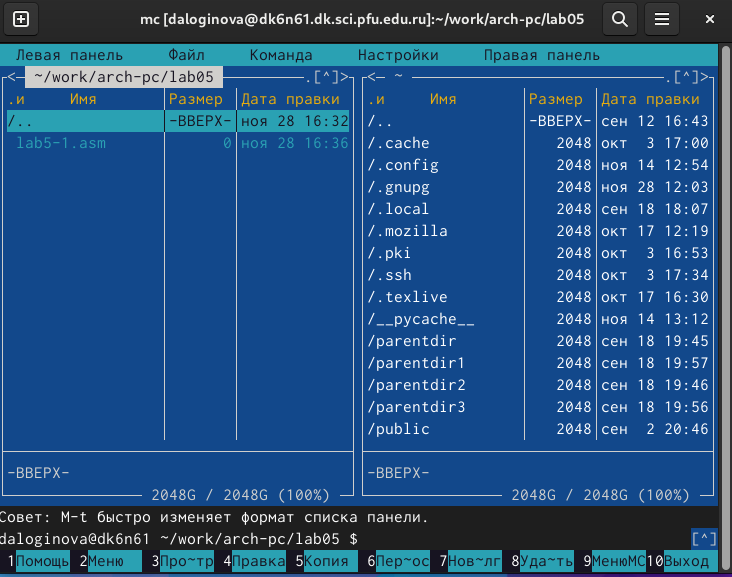 mc [daloginova@dk6n61.dk.sci.pfu.edu.ru]:~/work/arch-pc/lab05
Левая панель Файл Команда Настройки Правая панель
<─ ~/work/arch-pc/lab05 ─.[^]>
.и Имя Размер Дата правки
/.. -ВВЕРХ- ноя 28 16:32
lab5-1.asm 0 ноя 28 16:36
-ВВЕРХ-
2048G / 2048G (100%)
<─ ~ ─.[^]>
.и Имя Размер Дата правки
/.. -ВВЕРХ- сен 12 16:43
/.cache 2048 окт 3 17:00
/.config 2048 ноя 14 12:54
/.gnupg 2048 ноя 28 12:03
/.local 2048 сен 18 18:07
/.mozilla 2048 окт 17 12:19
/.pki 2048 окт 3 16:53
/.ssh 2048 окт 3 17:34
/.texlive 2048 окт 17 16:30
/__pycache__ 2048 ноя 14 13:12
/parentdir 2048 сен 18 19:45
/parentdir1 2048 сен 18 19:57
/parentdir2 2048 сен 18 19:46
/parentdir3 2048 сен 18 19:56
/public 2048 сен 2 20:46
-ВВЕРХ-
2048G / 2048G (100%)
Совет: M-t быстро изменяет формат списка панели.
daloginova@dk6n61 ~/work/arch-pc/lab05 $ [^]
1Помощь 2Меню 3Про~тр 4Правка 5Копия 6Пер~ос 7Нов~лг 8Уда~ть 9МенюМС 10Выход